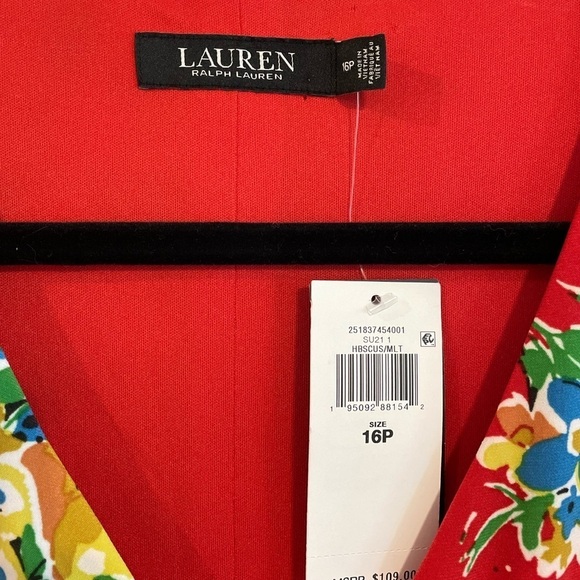 LAUREN
RALPH LAUREN
16P
MADE IN
VIETNAM
FABRIQUÉ AU
VIET NAM
251837454001
SU21 1
HBSCUS/MLT
1 95092 88154 2
SIZE
16P
MSRP $109.00